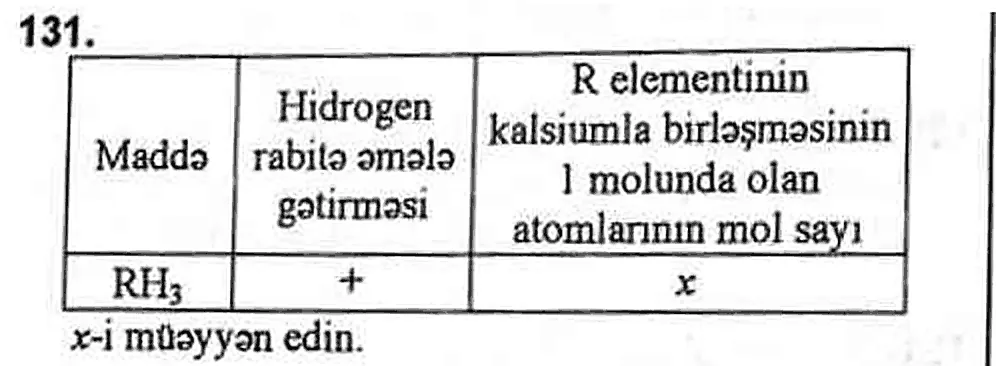 131.
Maddə
Hidrogen
rabitə əmələ
gətirməsi
R elementinin
kalsiumla birləşməsinin
1 molunda olan
atomlarının mol sayı
RH₃
+
x
x-i müəyyən edin.